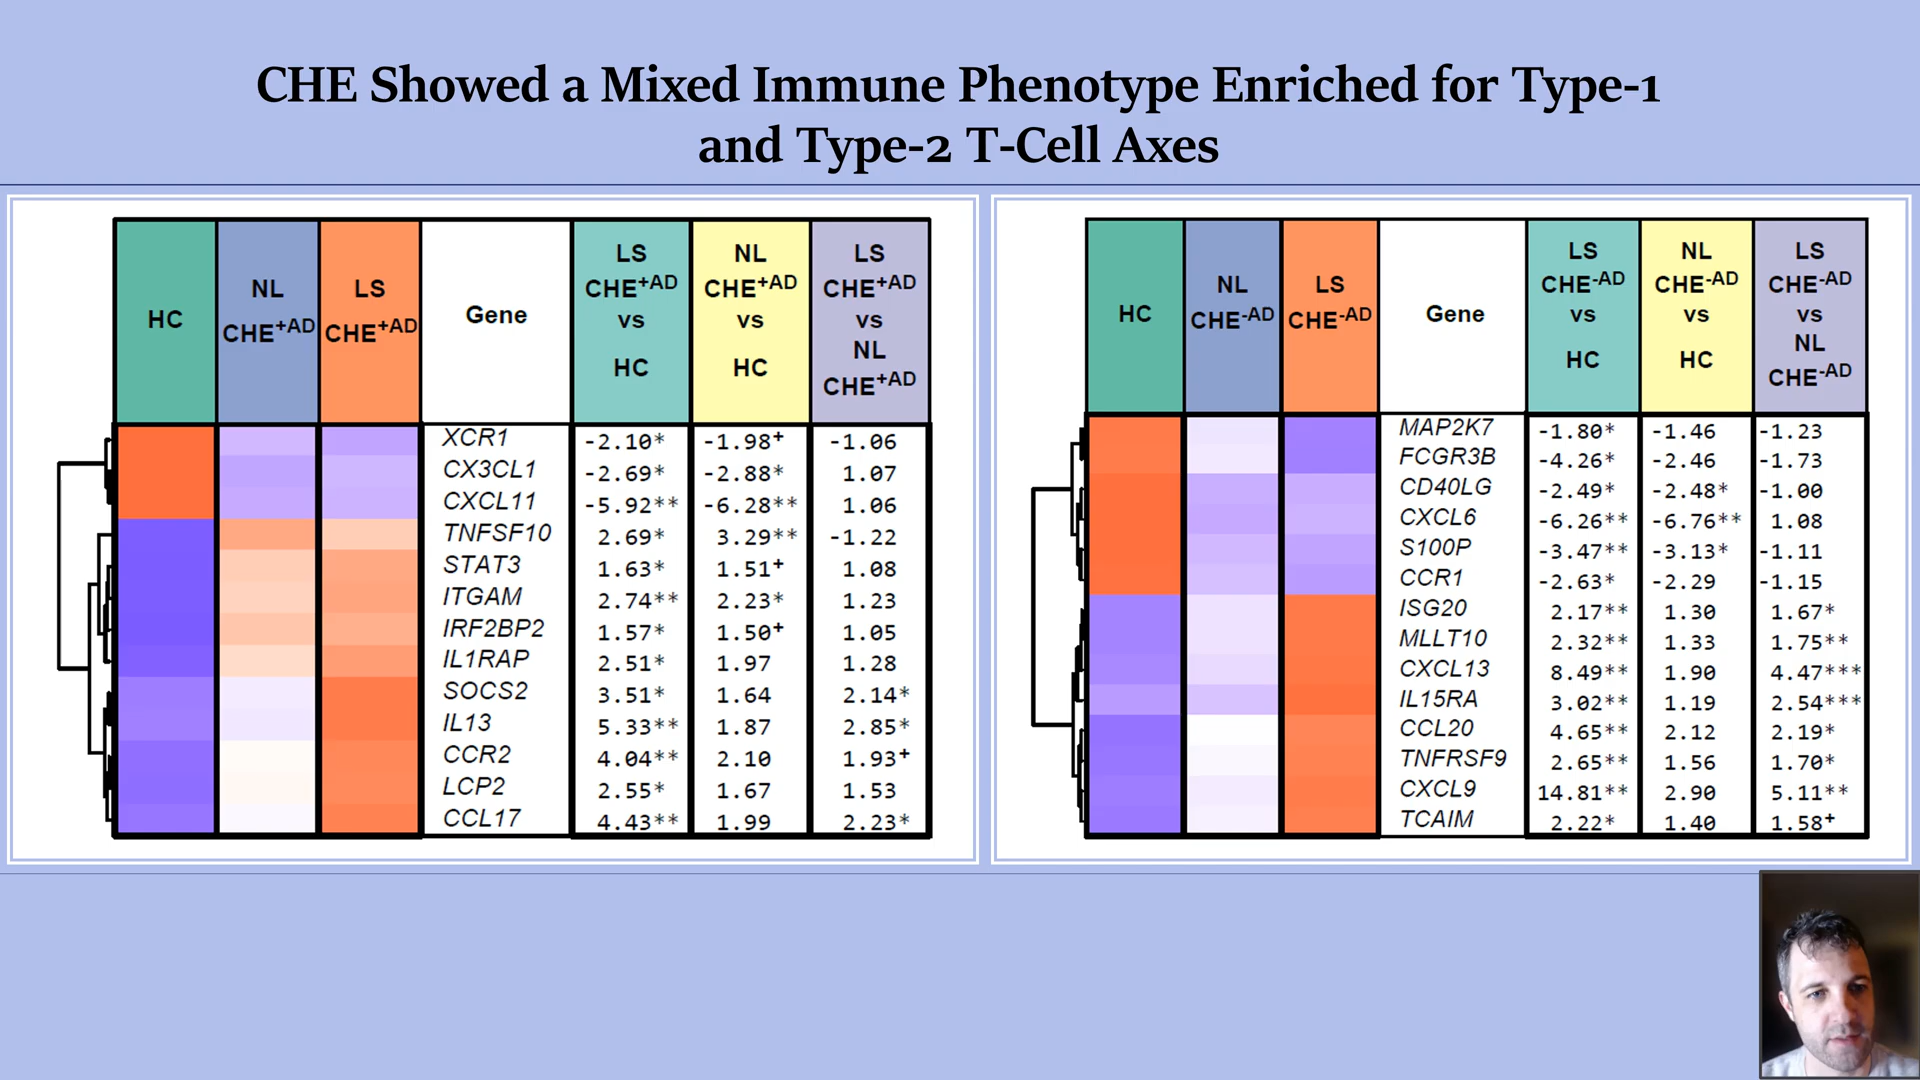 CHE Showed a Mixed Immune Phenotype Enriched for Type-1
and Type-2 T-Cell Axes
HC
NL
CHE+AD
LS
CHE+AD
Gene
LS
CHE+AD
vs
HC
NL
CHE+AD
vs
HC
LS
CHE+AD
vs
NL
CHE+AD
XCR1 -2.10* -1.98+ -1.06
CX3CL1 -2.69* -2.88* 1.07
CXCL11 -5.92** -6.28** 1.06
TNFSF10 2.69* 3.29** -1.22
STAT3 1.63* 1.51+ 1.08
ITGAM 2.74** 2.23* 1.23
IRF2BP2 1.57* 1.50+ 1.05
IL1RAP 2.51* 1.97 1.28
SOCS2 3.51* 1.64 2.14*
IL13 5.33** 1.87 2.85*
CCR2 4.04** 2.10 1.93+
LCP2 2.55* 1.67 1.53
CCL17 4.43** 1.99 2.23*
HC
NL
CHE-AD
LS
CHE-AD
Gene
LS
CHE-AD
vs
HC
NL
CHE-AD
vs
HC
LS
CHE-AD
vs
NL
CHE-AD
MAP2K7 -1.80* -1.46 -1.23
FCGR3B -4.26* -2.46 -1.73
CD40LG -2.49* -2.48* -1.00
CXCL6 -6.26** -6.76** 1.08
S100P -3.47** -3.13* -1.11
CCR1 -2.63* -2.29 -1.15
ISG20 2.17** 1.30 1.67*
MLLT10 2.32** 1.33 1.75**
CXCL13 8.49** 1.90 4.47***
IL15RA 3.02** 1.19 2.54***
CCL20 4.65** 2.12 2.19*
TNFRSF9 2.65** 1.56 1.70*
CXCL9 14.81** 2.90 5.11**
TCAIM 2.22* 1.40 1.58+